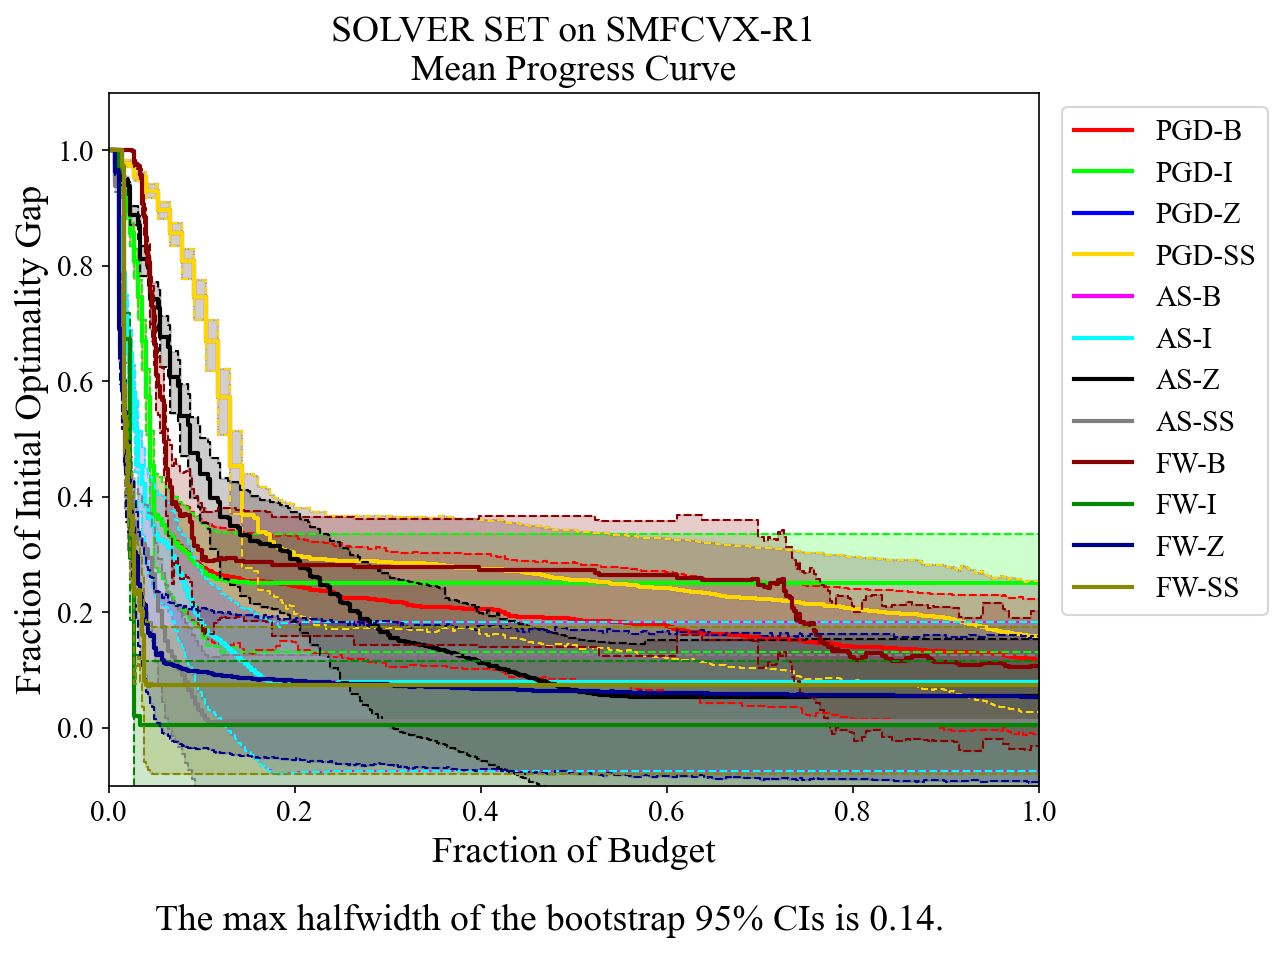 SOLVER SET on SMFCVX-R1
Mean Progress Curve
Fraction of Initial Optimality Gap
1.0
0.8
0.6
0.4
0.2
0.0
0.0 0.2 0.4 0.6 0.8 1.0
Fraction of Budget
PGD-B
PGD-I
PGD-Z
PGD-SS
AS-B
AS-I
AS-Z
AS-SS
FW-B
FW-I
FW-Z
FW-SS
The max halfwidth of the bootstrap 95% CIs is 0.14.